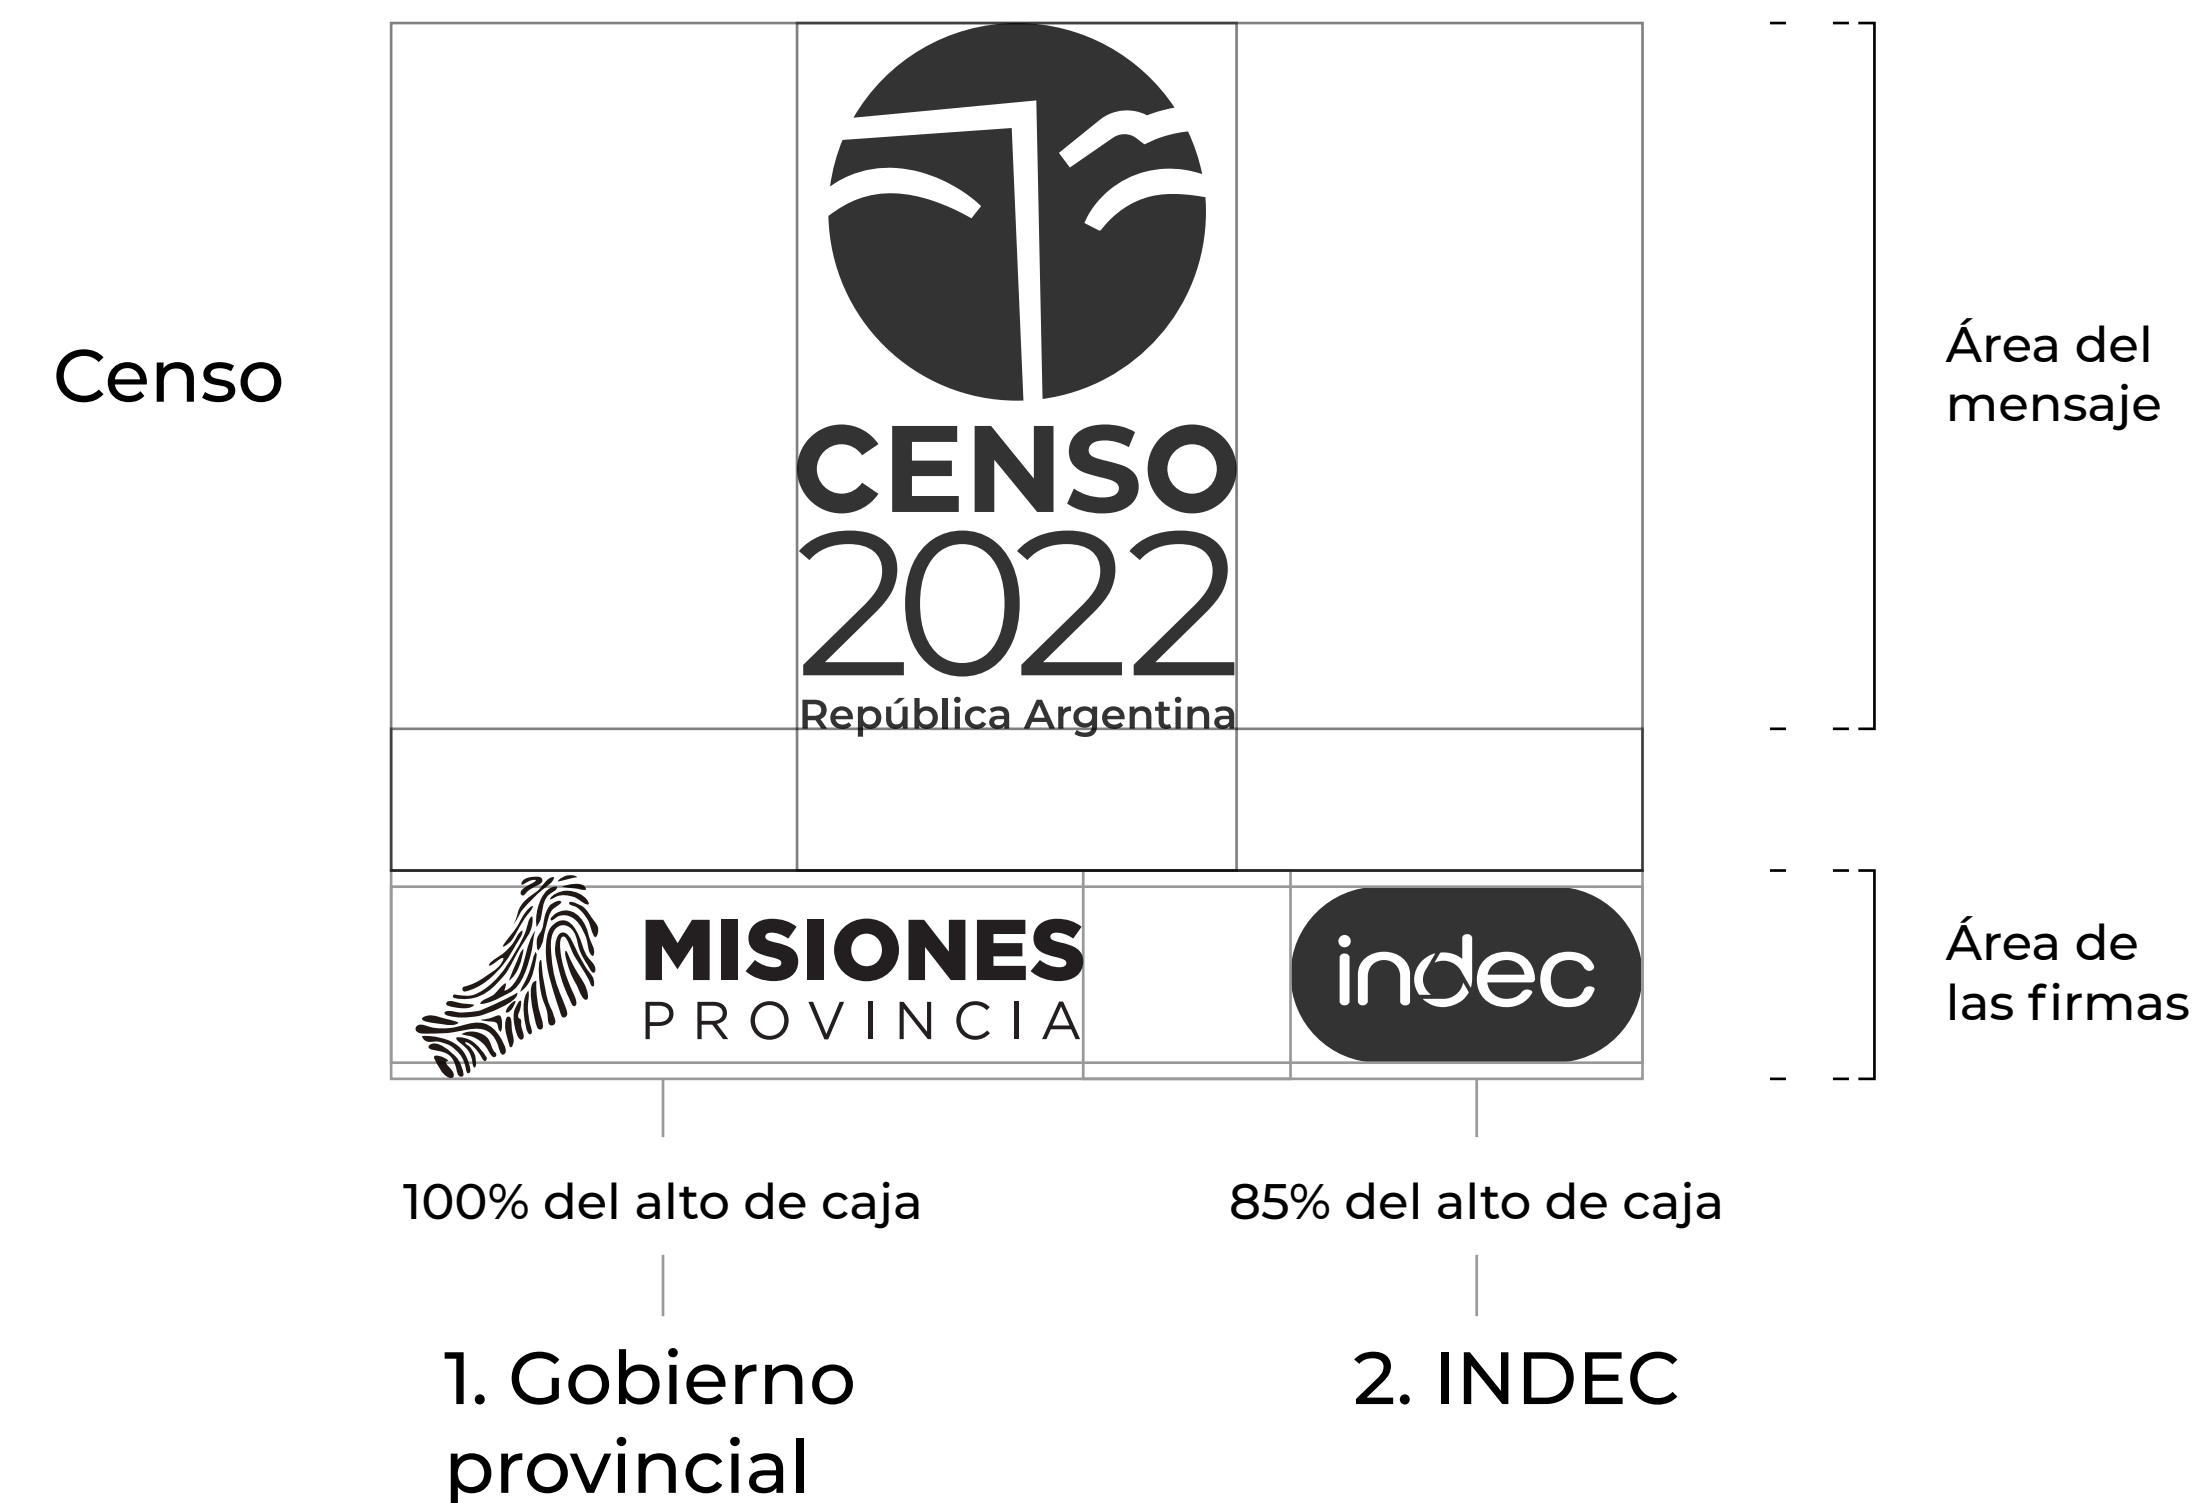 Censo
CENSO
2022
República Argentina
Área del
mensaje
MISIONES
PROVINCIA
indec
Área de
las firmas
100% del alto de caja
85% del alto de caja
1. Gobierno
provincial
2. INDEC